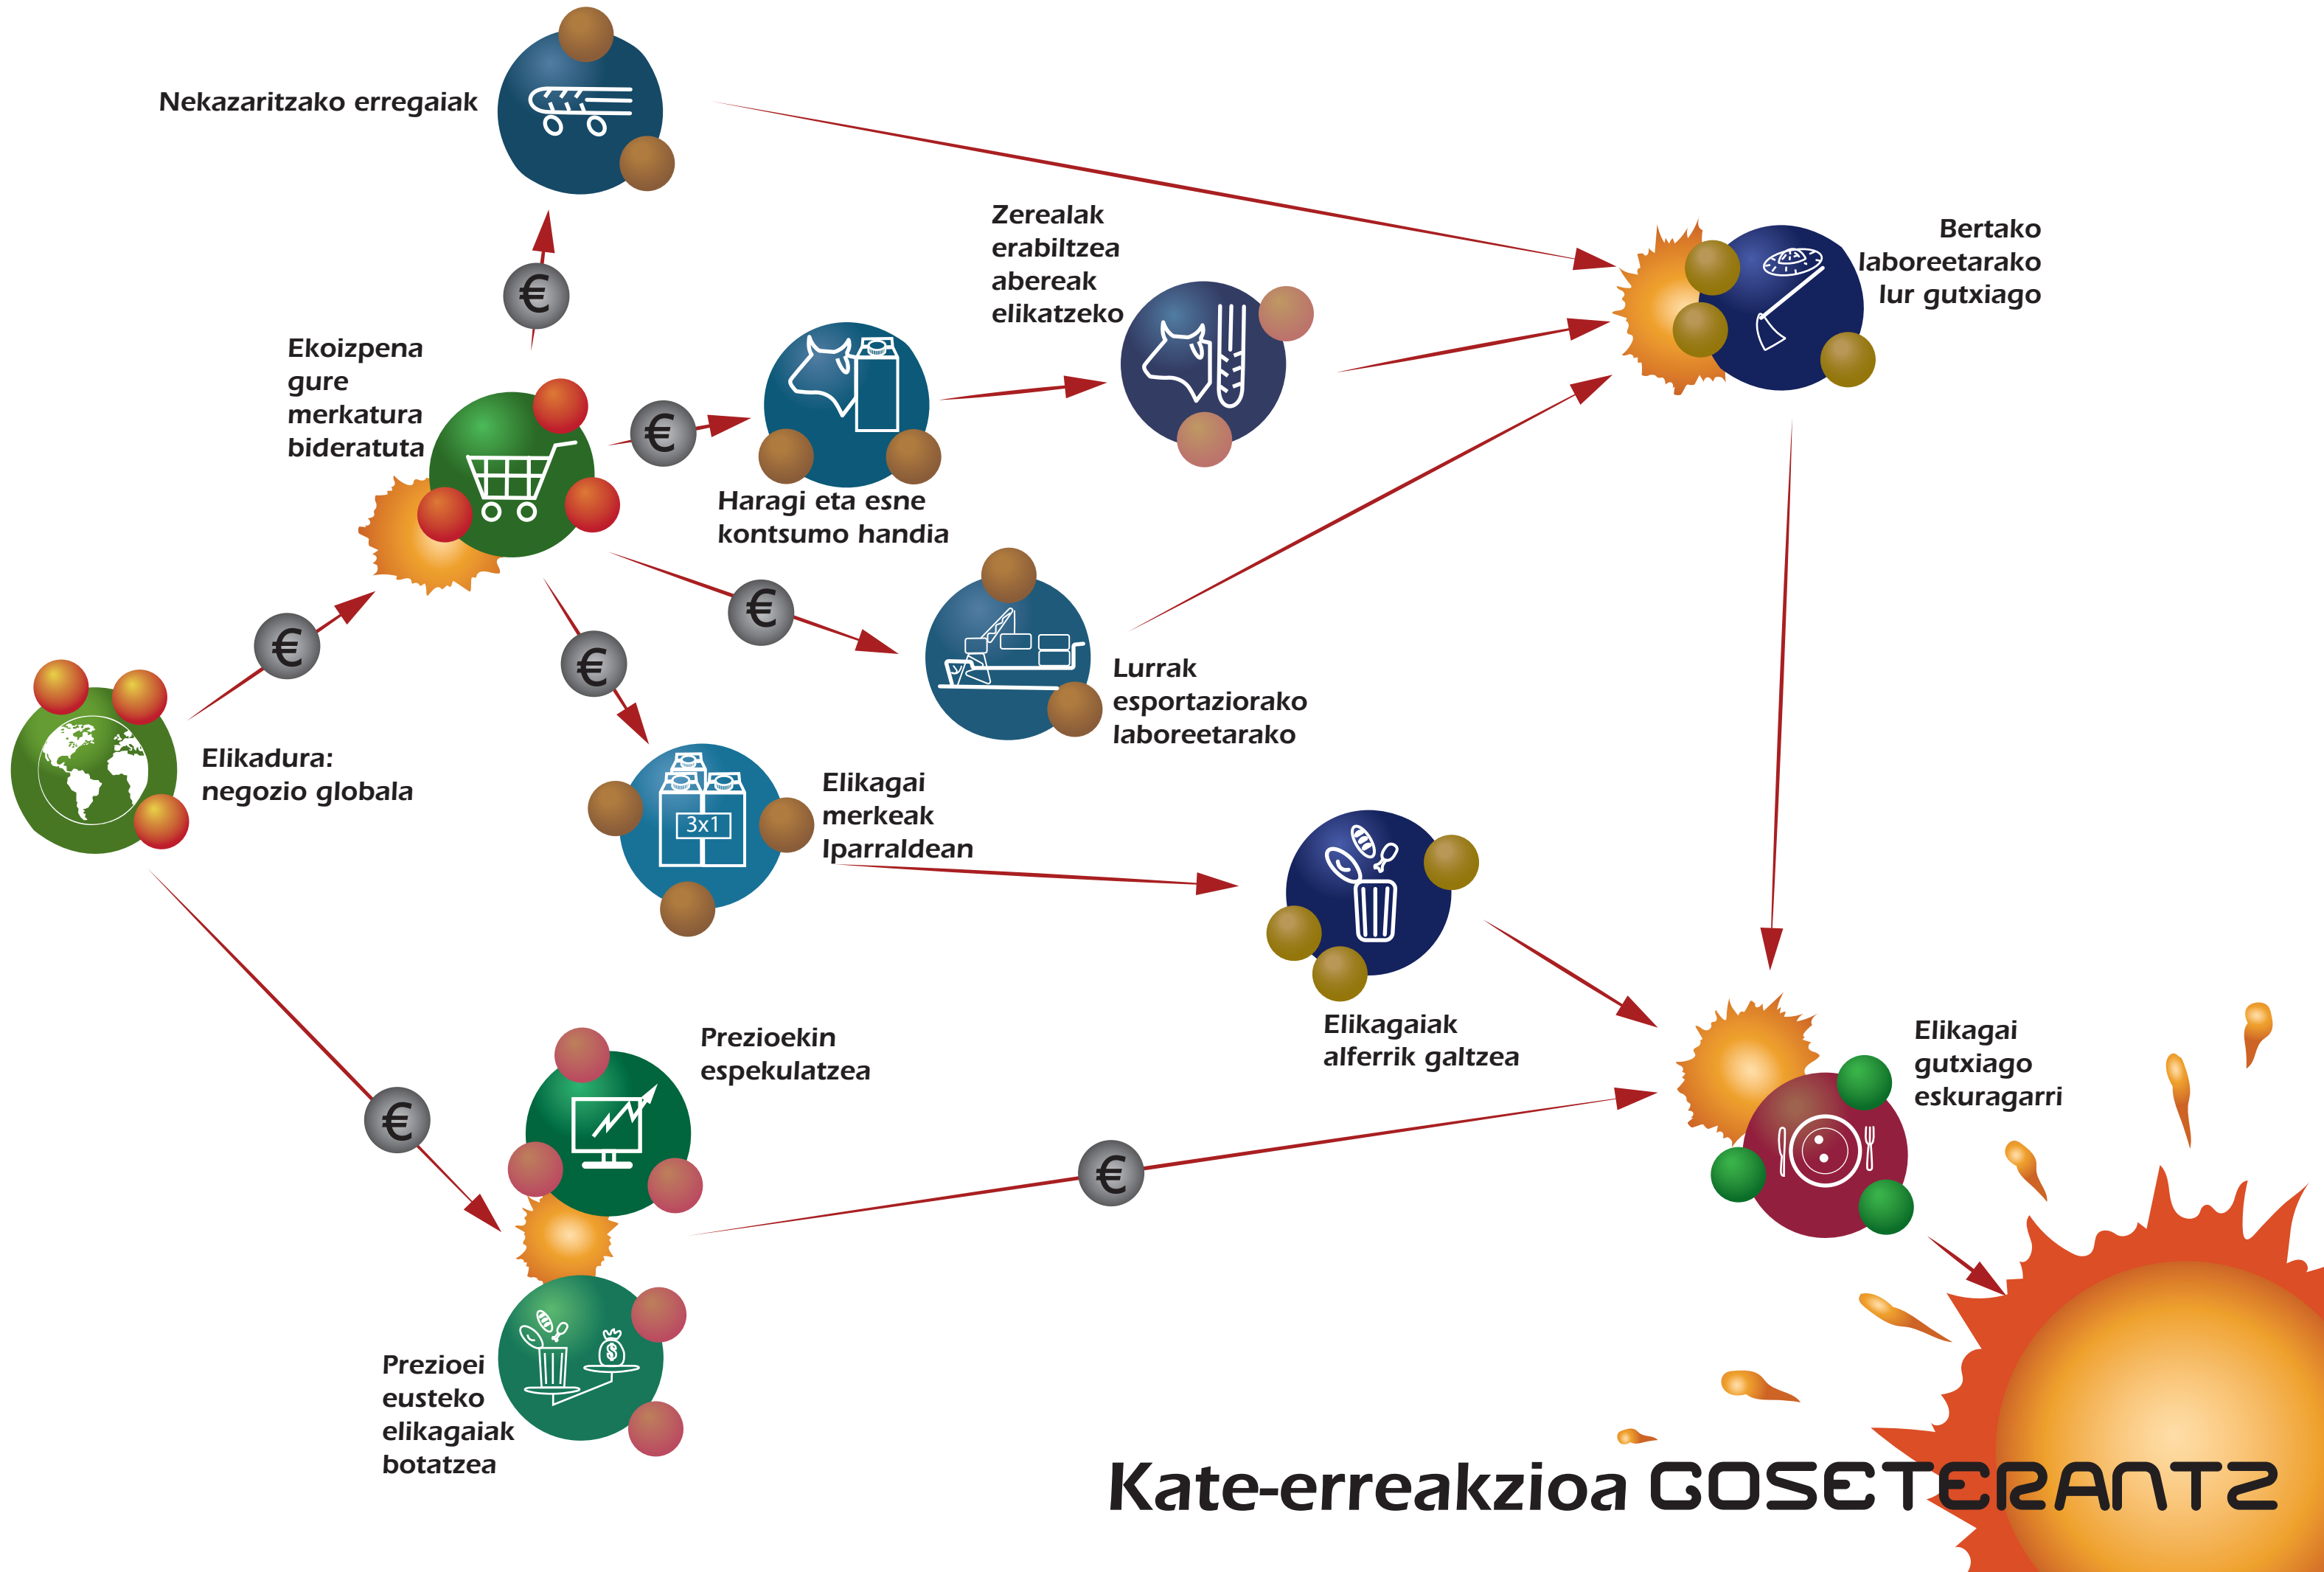 Nekazaritzako erregaiak
€
Zerealak
erabiltzea
abereak
elikatzeko
Bertako
laboreetarako
lur gutxiago
Ekoizpena
gure
merkatura
bideratuta
€
Haragi eta esne
kontsumo handia
€
€
€
Lurrak
esportaziorako
laboreetarako
Elikadura:
negozio globala
3x1
Elikagai
merkeak
Iparraldean
Elikagaiak
alferrik galtzea
Elikagai
gutxiago
eskuragarri
Prezioekin
espekulatzea
€
€
$
Prezioei
eusteko
elikagaiak
botatzea
Kate-erreakzioa GOSETERANTZ